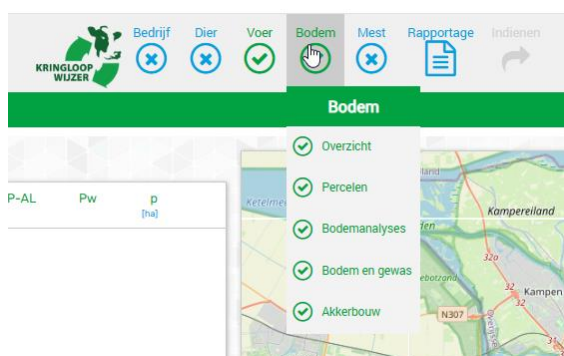 Bedrijf Dier Voer Bodem Mest Rapportage Indienen
KRINGLOOP
WIJZER
Bodem
Overzicht
Percelen
Bodemanalyses
Bodem en gewas
Akkerbouw
P-AL Pw p
[ha]
Kampereiland
32a
32
Kampen
32
N307